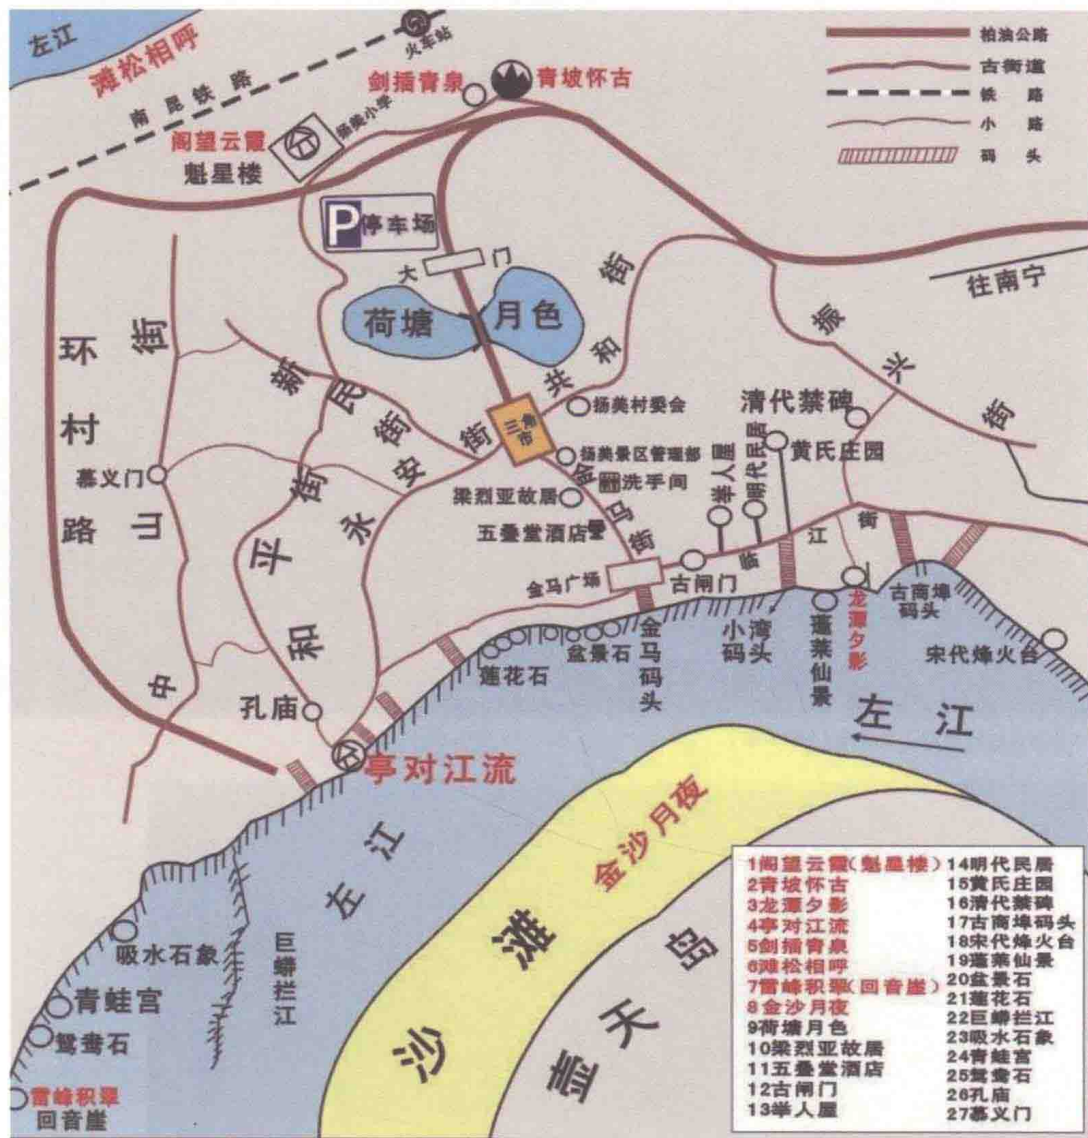 左江
滩松相呼
南昆铁路
火车站
剑插青泉
青坡怀古
扬美小学
阁望云霞
魁星楼
P停车场
大门
柏油公路
古街道
铁路
小路
码头
往南宁
荷塘月色
环村路
中山街
新民街
共和街
振兴街
三角市
扬美村委会
扬美景区管理部
洗手间
梁烈亚故居
五叠堂酒店
金马街
永安街
和平街
慕义门
清代禁碑
黄氏庄园
明代民居
举人屋
临江街
古闸门
金马广场
古商埠码头
龙潭夕影
蓬莱仙景
小湾码头
金马码头
盆景石
莲花石
宋代烽火台
孔庙
亭对江流
左江
左江
金沙月夜
沙滩
壶天岛
巨蟒拦江
吸水石象
青蛙宫
鸳鸯石
雷峰积翠
回音崖
1阁望云霞(魁星楼)
2青坡怀古
3龙潭夕影
4亭对江流
5剑插青泉
6滩松相呼
7雷峰积翠(回音崖)
8金沙月夜
9荷塘月色
10梁烈亚故居
11五叠堂酒店
12古闸门
13举人屋
14明代民居
15黄氏庄园
16清代禁碑
17古商埠码头
18宋代烽火台
19蓬莱仙景
20盆景石
21莲花石
22巨蟒拦江
23吸水石象
24青蛙宫
25鸳鸯石
26孔庙
27慕义门